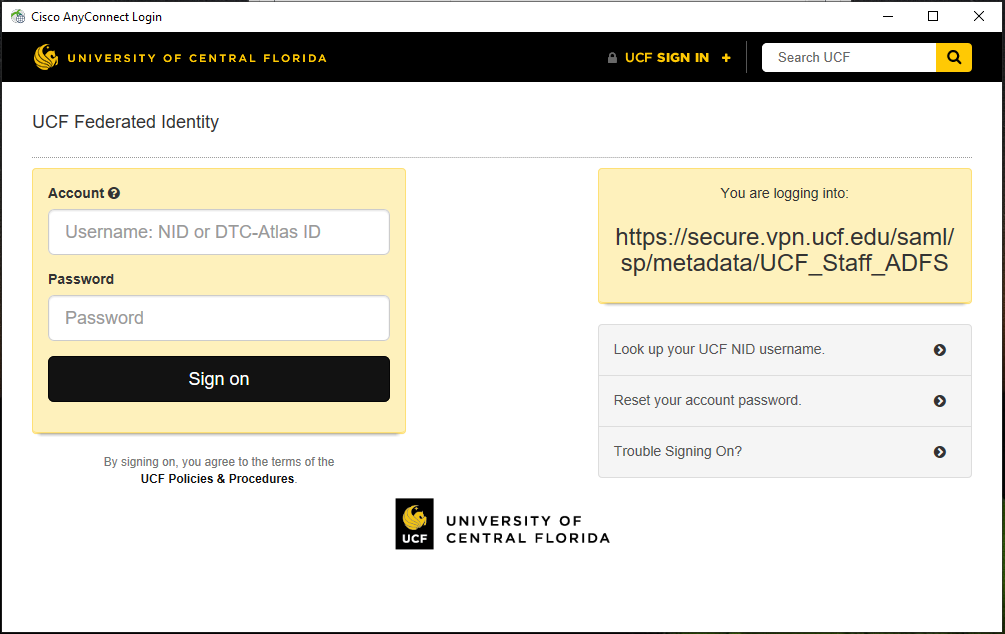 Cisco AnyConnect Login
UNIVERSITY OF CENTRAL FLORIDA
UCF SIGN IN +
Search UCF
UCF Federated Identity
Account
Username: NID or DTC-Atlas ID
Password
Password
Sign on
By signing on, you agree to the terms of the
UCF Policies & Procedures.
You are logging into:
https://secure.vpn.ucf.edu/saml/
sp/metadata/UCF_Staff_ADFS
Look up your UCF NID username.
Reset your account password.
Trouble Signing On?
UCF
UNIVERSITY OF
CENTRAL FLORIDA